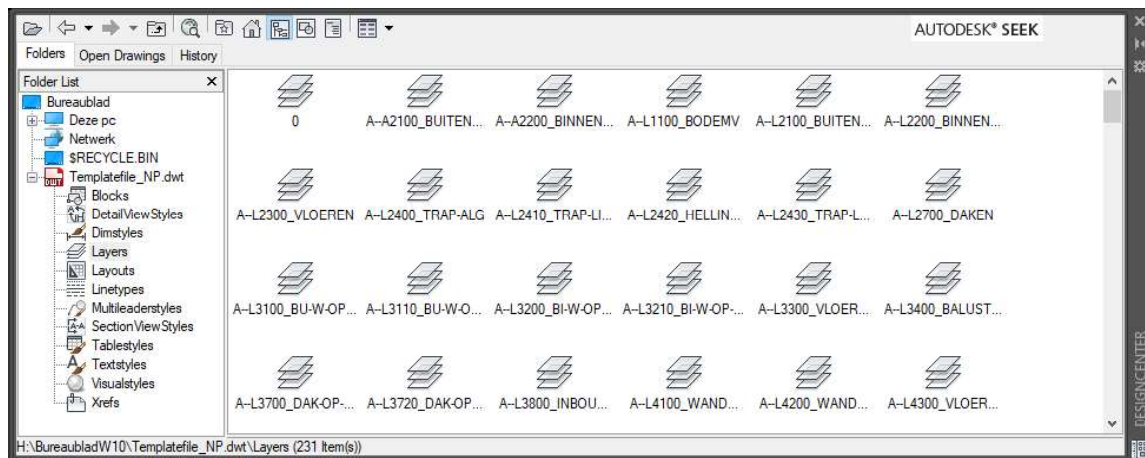 AUTODESK® SEEK
Folders Open Drawings History
Folder List
Bureaublad
Deze pc
Netwerk
$RECYCLE.BIN
Templatefile_NP.dwt
Blocks
DetailViewStyles
Dimstyles
Layers
Layouts
Linetypes
Multileaderstyles
SectionViewStyles
Tablestyles
Textstyles
Visualstyles
Xrefs
0 A--A2100_BUITEN... A--A2200_BINNEN... A--L1100_BODEMV A--L2100_BUITEN... A--L2200_BINNEN...
A--L2300_VLOEREN A--L2400_TRAP-ALG A--L2410_TRAP-LI... A--L2420_HELLIN... A--L2430_TRAP-L... A--L2700_DAKEN
A--L3100_BU-W-OP... A--L3110_BU-W-O... A--L3200_BI-W-OP... A--L3210_BI-W-OP-... A--L3300_VLOER... A--L3400_BALUST...
A--L3700_DAK-OP-... A--L3720_DAK-OP... A--L3800_INBOU... A--L4100_WAND... A--L4200_WAND... A--L4300_VLOER...
H:\BureaubladW10\Templatefile_NP.dwt\Layers (231 Item(s))
DESIGNCENTER